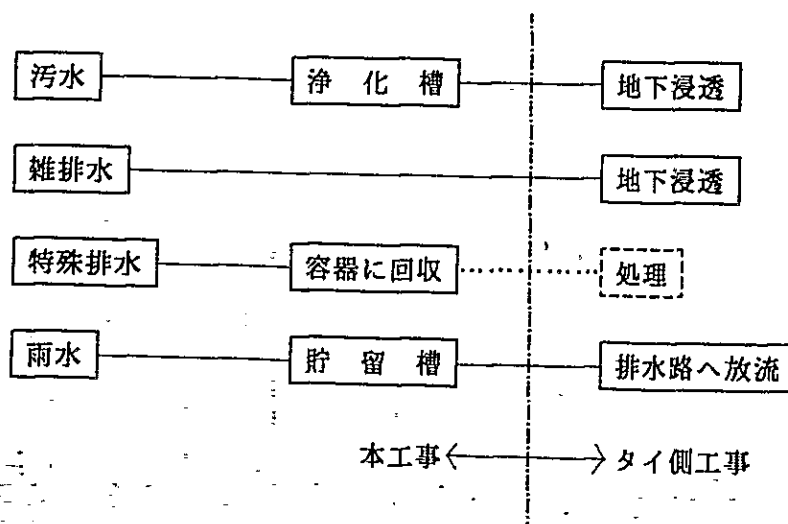 汚水 浄化槽 地下浸透
雑排水 地下浸透
特殊排水 容器に回収 処理
雨水 貯留槽 排水路へ放流
本工事 タイ側工事